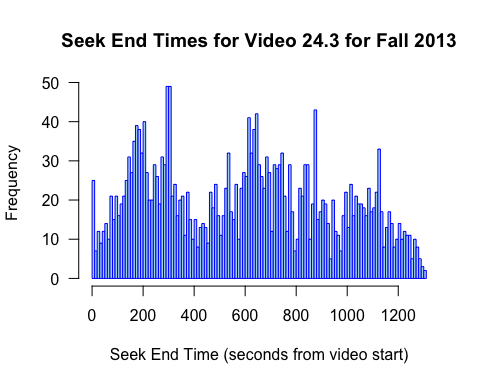 Seek End Times for Video 24.3 for Fall 2013
50
40
30
20
10
0
Frequency
0 200 400 600 800 1000 1200
Seek End Time (seconds from video start)